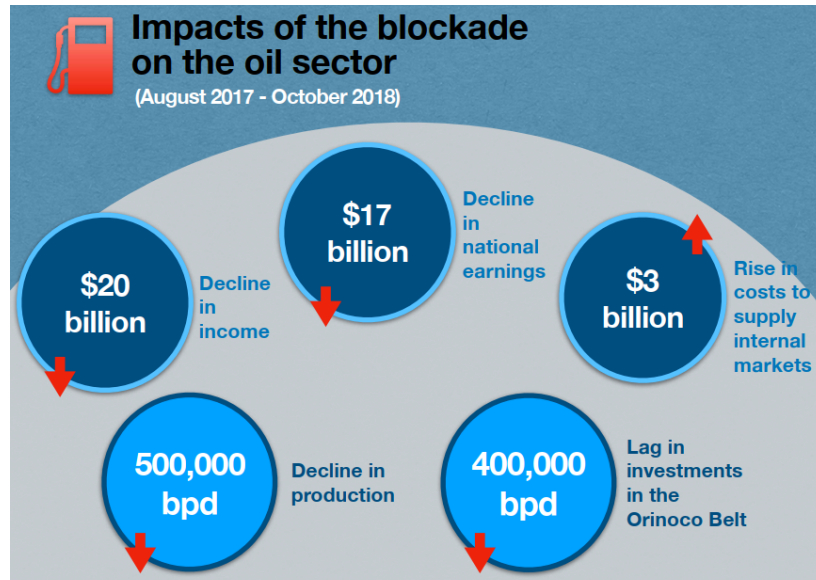 Impacts of the blockade
on the oil sector
(August 2017 - October 2018)
$20
billion
Decline
in
income
$17
billion
Decline
in
national
earnings
$3
billion
Rise in
costs to
supply
internal
markets
500,000
bpd
Decline in
production
400,000
bpd
Lag in
investments
in the
Orinoco Belt